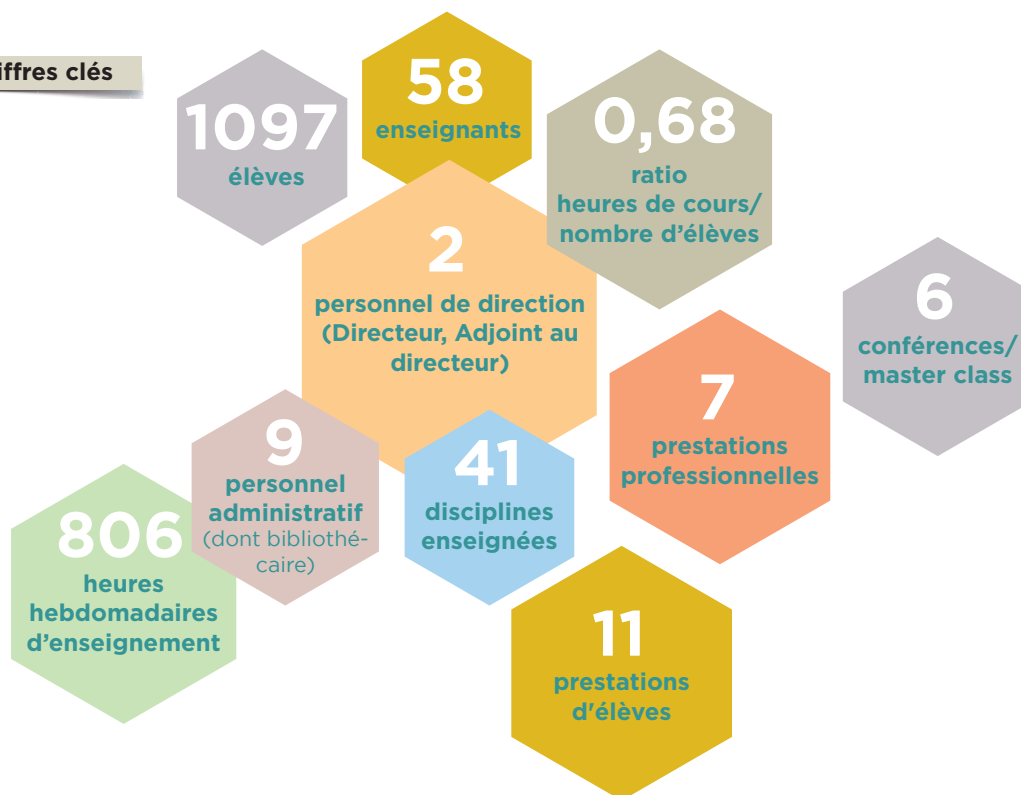 iffres clés
1097
élèves
58
enseignants
0,68
ratio
heures de cours/
nombre d'élèves
2
personnel de direction
(Directeur, Adjoint au
directeur)
6
conférences/
master class
7
prestations
professionnelles
9
personnel
administratif
(dont bibliothé-
caire)
41
disciplines
enseignées
806
heures
hebdomadaires
d'enseignement
11
prestations
d'élèves